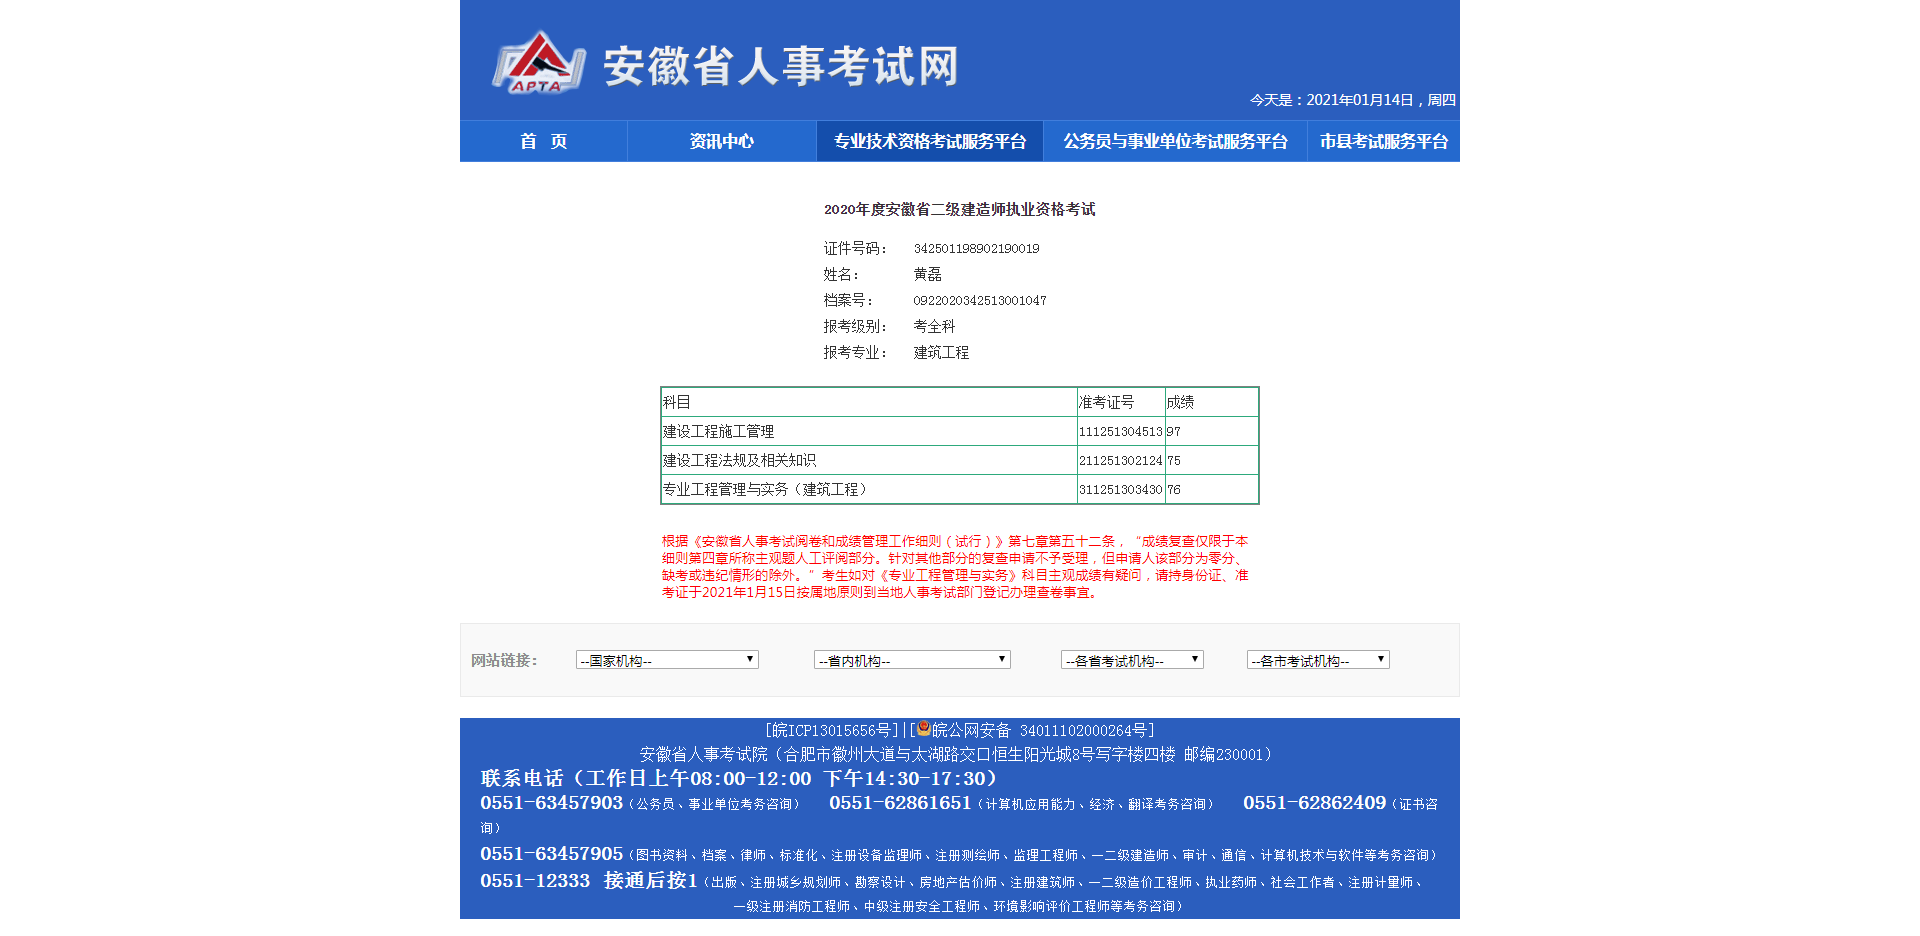 APTA 安徽省人事考试网
今天是：2021年01月14日，周四
首 页 资讯中心 专业技术资格考试服务平台 公务员与事业单位考试服务平台 市县考试服务平台
2020年度安徽省二级建造师执业资格考试
证件号码： 342501198902190019
姓名： 黄磊
档案号： 0922020342513001047
报考级别： 考全科
报考专业： 建筑工程
科目 准考证号 成绩
建设工程施工管理 111251304513 97
建设工程法规及相关知识 211251302124 75
专业工程管理与实务（建筑工程） 311251303430 76
根据《安徽省人事考试阅卷和成绩管理工作细则（试行）》第七章第五十二条，“成绩复查仅限于本
细则第四章所称主观题人工评阅部分。针对其他部分的复查申请不予受理，但申请人该部分为零分、
缺考或违纪情形的除外。”考生如对《专业工程管理与实务》科目主观成绩有疑问，请持身份证、准
考证于2021年1月15日按属地原则到当地人事考试部门登记办理查卷事宜。
网站链接： --国家机构-- --省内机构-- --各省考试机构-- --各市考试机构--
[皖ICP13015656号]|[皖公网安备 34011102000264号]
安徽省人事考试院（合肥市徽州大道与太湖路交口恒生阳光城8号写字楼四楼 邮编230001）
联系电话（工作日上午08:00-12:00 下午14:30-17:30）
0551-63457903（公务员、事业单位考务咨询） 0551-62861651（计算机应用能力、经济、翻译考务咨询） 0551-62862409（证书咨
询）
0551-63457905（图书资料、档案、律师、标准化、注册设备监理师、注册测绘师、监理工程师、一二级建造师、审计、通信、计算机技术与软件等考务咨询）
0551-12333 接通后按1（出版、注册城乡规划师、勘察设计、房地产估价师、注册建筑师、一二级造价工程师、执业药师、社会工作者、注册计量师、
一级注册消防工程师、中级注册安全工程师、环境影响评价工程师等考务咨询）